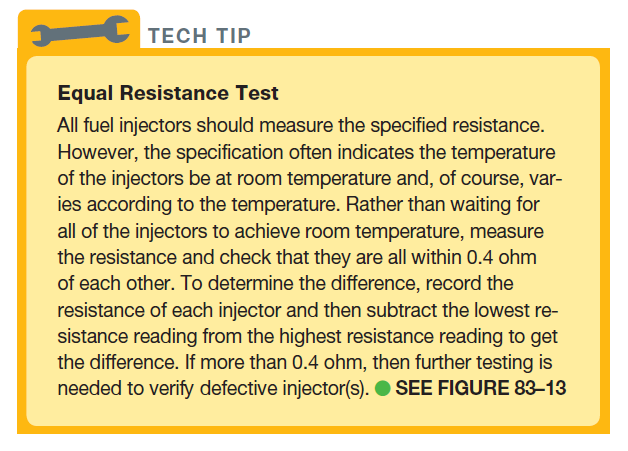 TECH TIP
Equal Resistance Test
All fuel injectors should measure the specified resistance.
However, the specification often indicates the temperature
of the injectors be at room temperature and, of course, var-
ies according to the temperature. Rather than waiting for
all of the injectors to achieve room temperature, measure
the resistance and check that they are all within 0.4 ohm
of each other. To determine the difference, record the
resistance of each injector and then subtract the lowest re-
sistance reading from the highest resistance reading to get
the difference. If more than 0.4 ohm, then further testing is
needed to verify defective injector(s). ● SEE FIGURE 83–13